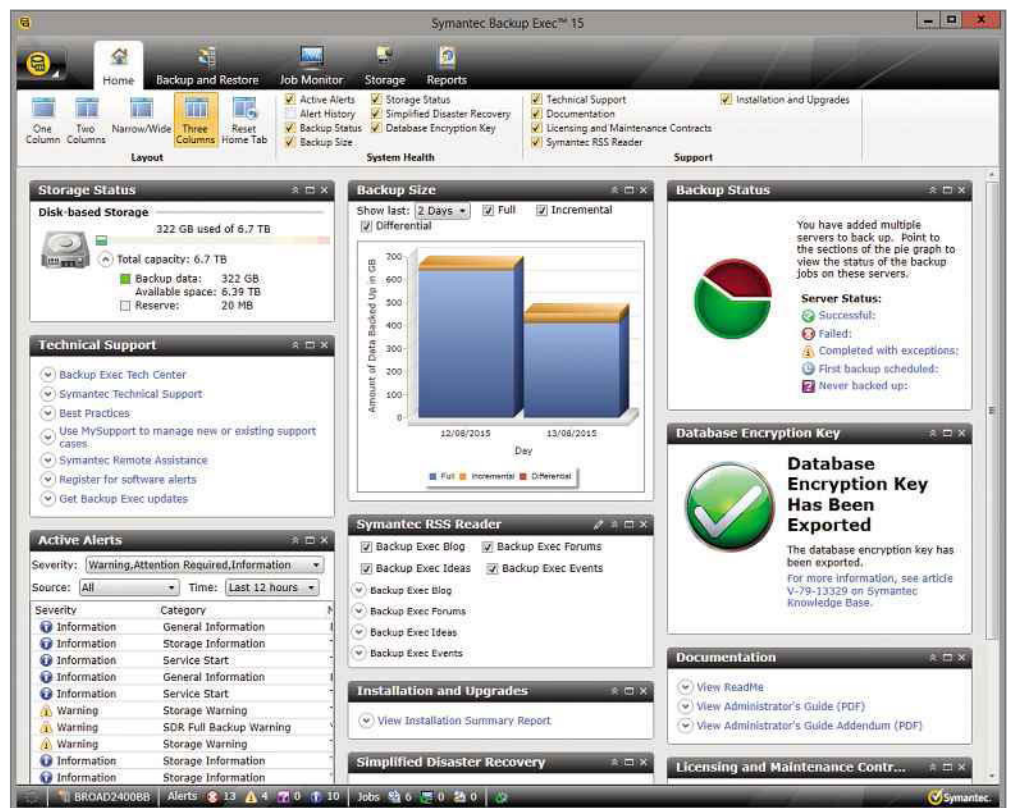 Symantec Backup Exec™ 15
Home
Backup and Restore
Job Monitor
Storage
Reports
One Column
Two Columns
Narrow/Wide
Three Columns
Reset Home Tab
Layout
Active Alerts
Alert History
Backup Status
Backup Size
Storage Status
Simplified Disaster Recovery
Database Encryption Key
System Health
Technical Support
Documentation
Licensing and Maintenance Contracts
Symantec RSS Reader
Installation and Upgrades
Support
Storage Status
Disk-based Storage
322 GB used of 6.7 TB
Total capacity: 6.7 TB
Backup data: 322 GB
Available space: 6.39 TB
Reserve: 20 MB
Technical Support
Backup Exec Tech Center
Symantec Technical Support
Best Practices
Use MySupport to manage new or existing support
cases
Symantec Remote Assistance
Register for software alerts
Get Backup Exec updates
Active Alerts
Severity: Warning,Attention Required,Information
Source: All Time: Last 12 hours
Severity Category
Information General Information
Information Storage Information
Information Service Start
Information General Information
Information Service Start
Warning Storage Warning
Warning SDR Full Backup Warning
Warning Storage Warning
Information Storage Information
Information Storage Information
Backup Size
Show last: 2 Days Full Incremental
Differential
Amount of Data Backed Up in GB
700
600
500
400
300
200
100
0
12/08/2015 13/08/2015
Day
Full Incremental Differential
Symantec RSS Reader
Backup Exec Blog Backup Exec Forums
Backup Exec Ideas Backup Exec Events
Backup Exec Blog
Backup Exec Forums
Backup Exec Ideas
Backup Exec Events
Installation and Upgrades
View Installation Summary Report
Simplified Disaster Recovery
Backup Status
You have added multiple
servers to back up. Point to
the sections of the pie graph to
view the status of the backup
jobs on these servers.
Server Status:
Successful:
Failed:
Completed with exceptions:
First backup scheduled:
Never backed up:
Database Encryption Key
Database
Encryption Key
Has Been
Exported
The database encryption key has
been exported.
For more information, see article
V-79-13329 on Symantec
Knowledge Base.
Documentation
View ReadMe
View Administrator's Guide (PDF)
View Administrator's Guide Addendum (PDF)
Licensing and Maintenance Contr...
BROAD2400BB Alerts 13 4 0 10 Jobs 6 0 0 Symantec.